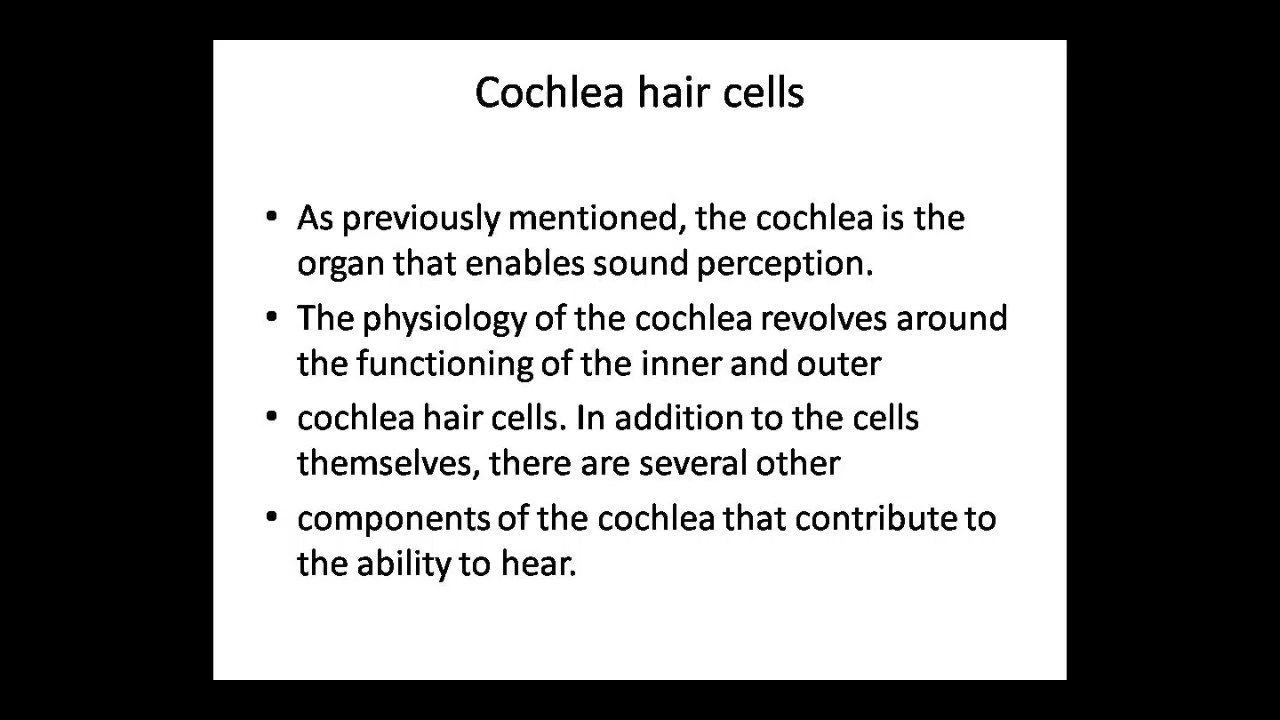 Cochlea hair cells
• As previously mentioned, the cochlea is the
organ that enables sound perception.
• The physiology of the cochlea revolves around
the functioning of the inner and outer
• cochlea hair cells. In addition to the cells
themselves, there are several other
• components of the cochlea that contribute to
the ability to hear.